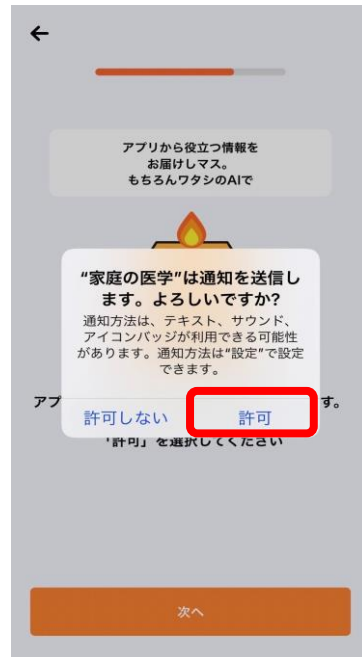 アプリから役立つ情報を
お届けしマス。
もちろんワタシのAIで
“家庭の医学”は通知を送信し
ます。よろしいですか?
通知方法は、テキスト、サウンド、
アイコンバッジが利用できる可能性
があります。通知方法は“設定”で設定
できます。
アプ
す。
許可しない
許可
「許可」を選択してください
次へ